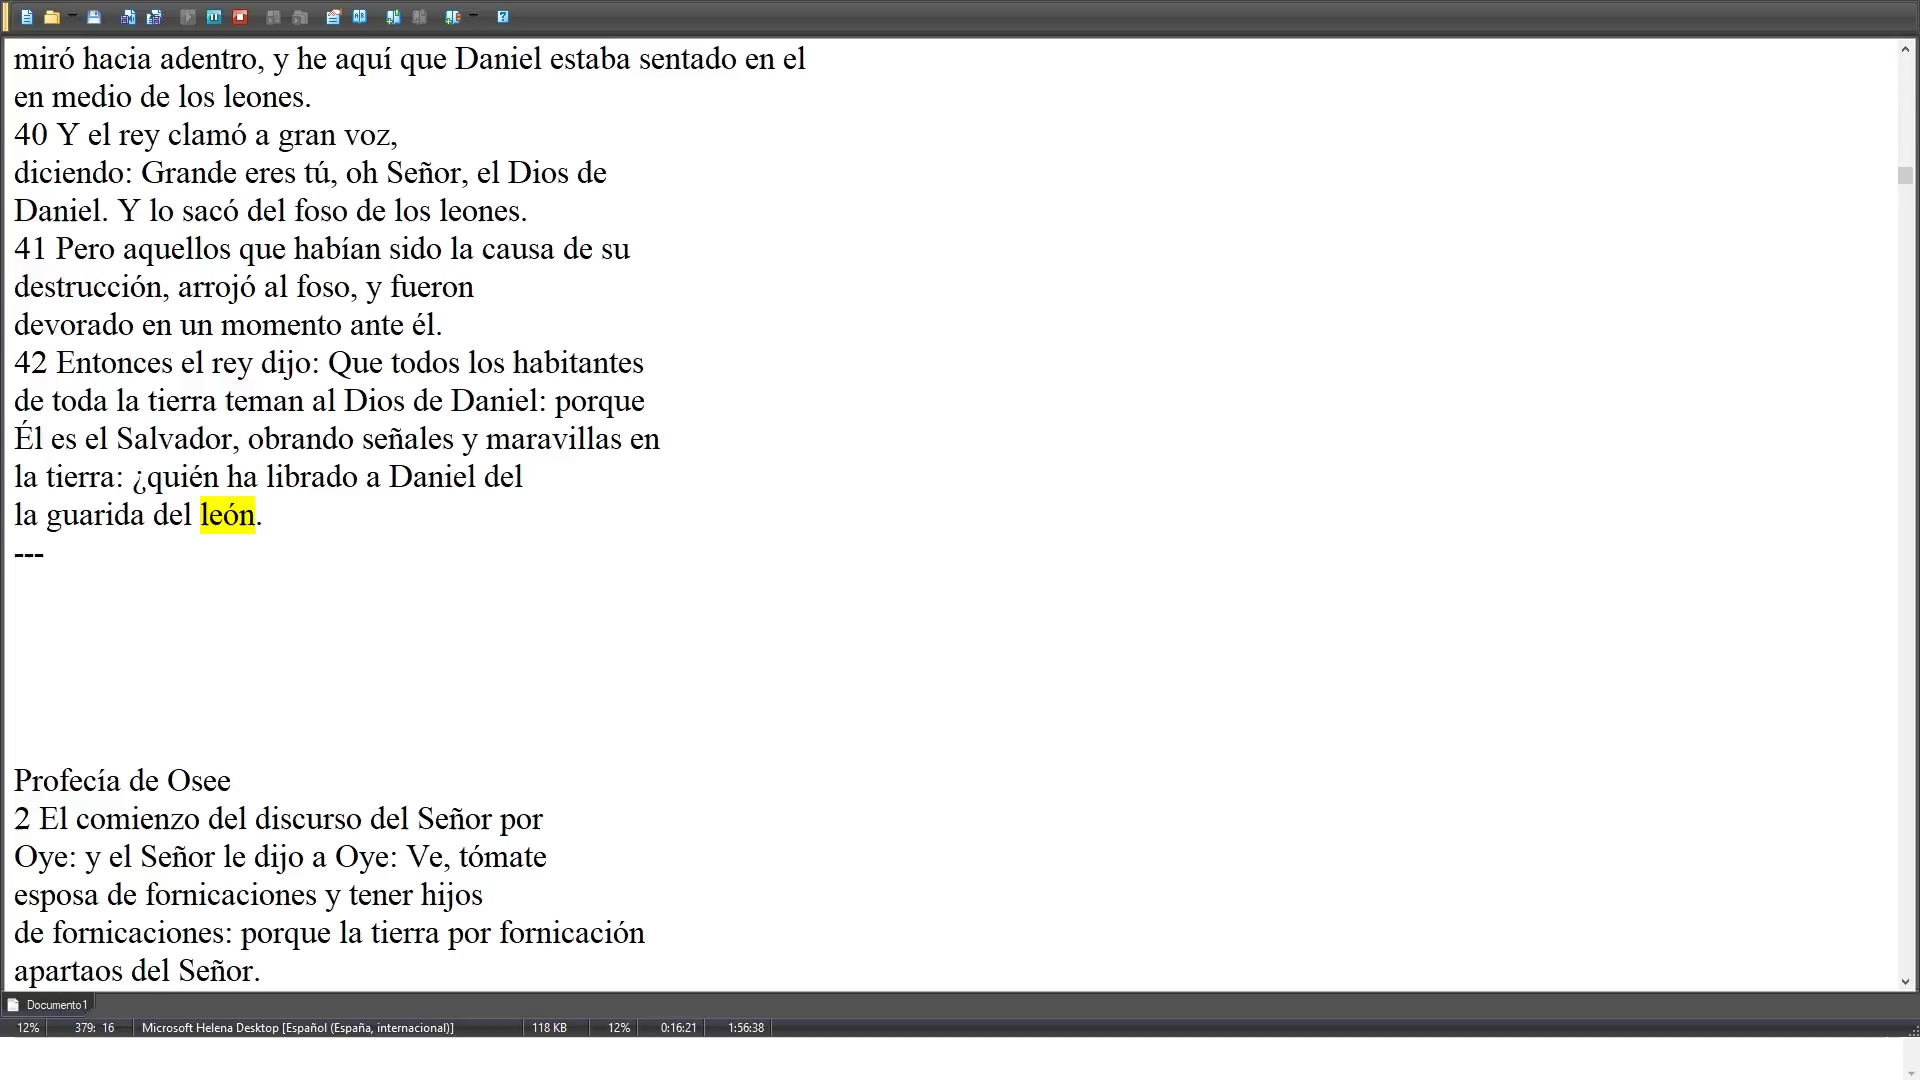 miró hacia adentro, y he aquí que Daniel estaba sentado en el
en medio de los leones.
40 Y el rey clamó a gran voz,
diciendo: Grande eres tú, oh Señor, el Dios de
Daniel. Y lo sacó del foso de los leones.
41 Pero aquellos que habían sido la causa de su
destrucción, arrojó al foso, y fueron
devorado en un momento ante él.
42 Entonces el rey dijo: Que todos los habitantes
de toda la tierra teman al Dios de Daniel: porque
Él es el Salvador, obrando señales y maravillas en
la tierra: ¿quién ha librado a Daniel del
la guarida del león.
---
Profecía de Osee
2 El comienzo del discurso del Señor por
Oye: y el Señor le dijo a Oye: Ve, tómate
esposa de fornicaciones y tener hijos
de fornicaciones: porque la tierra por fornicación
apartaos del Señor.
Documento1
12% 379: 16 Microsoft Helena Desktop [Español (España, internacional)] 118 KB 12% 0:16:21 1:56:38